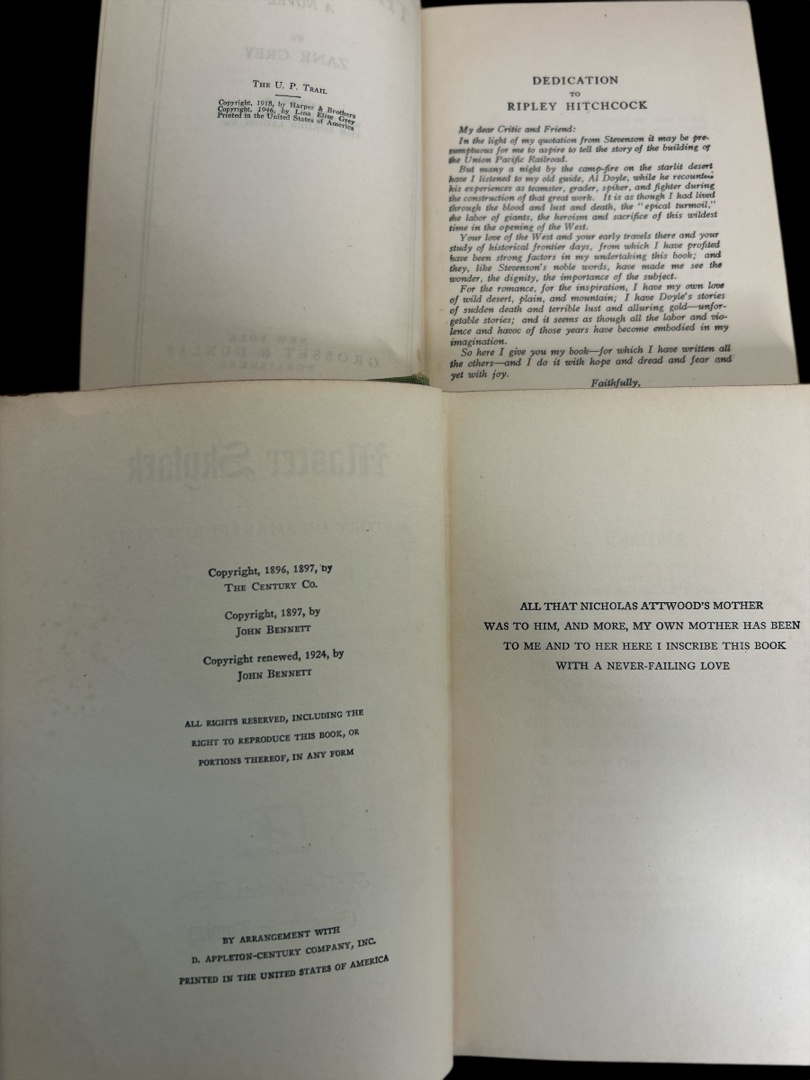 THE U. P. TRAIL
Copyright, 1918, by Harper & Brothers
Copyright, 1946, by Lina Elise Grey
Printed in the United States of America
DEDICATION
TO
RIPLEY HITCHCOCK
My dear Critic and Friend:
In the light of my quotation from Stevenson it may be pre-
sumptuous for me to aspire to tell the story of the building of
the Union Pacific Railroad.
But many a night by the camp-fire on the starlit desert
have I listened to my old guide, Al Doyle, while he recounted
his experiences as teamster, grader, spiker, and fighter during
the construction of that great work. It is as though I had lived
through the blood and lust and death, the "epical turmoil,"
the labor of giants, the heroism and sacrifice of this wildest
time in the opening of the West.
Your love of the West and your early travels there and your
study of historical frontier days, from which I have profited
have been strong factors in my undertaking this book; and
they, like Stevenson's noble words, have made me see the
wonder, the dignity, the importance of the subject.
For the romance, for the inspiration, I have my own love
of wild desert, plain, and mountain; I have Doyle's stories
of sudden death and terrible lust and alluring gold—unfor-
getable stories; and it seems as though all the labor and vio-
lence and havoc of those years have become embodied in my
imagination.
So here I give you my book—for which I have written all
the others—and I do it with hope and dread and fear and
yet with joy.
Faithfully,
Copyright, 1896, 1897, by
THE CENTURY CO.
Copyright, 1897, by
JOHN BENNETT
Copyright renewed, 1924, by
JOHN BENNETT
ALL RIGHTS RESERVED, INCLUDING THE
RIGHT TO REPRODUCE THIS BOOK, OR
PORTIONS THEREOF, IN ANY FORM
BY ARRANGEMENT WITH
D. APPLETON-CENTURY COMPANY, INC.
PRINTED IN THE UNITED STATES OF AMERICA
ALL THAT NICHOLAS ATTWOOD'S MOTHER
WAS TO HIM, AND MORE, MY OWN MOTHER HAS BEEN
TO ME AND TO HER HERE I INSCRIBE THIS BOOK
WITH A NEVER-FAILING LOVE